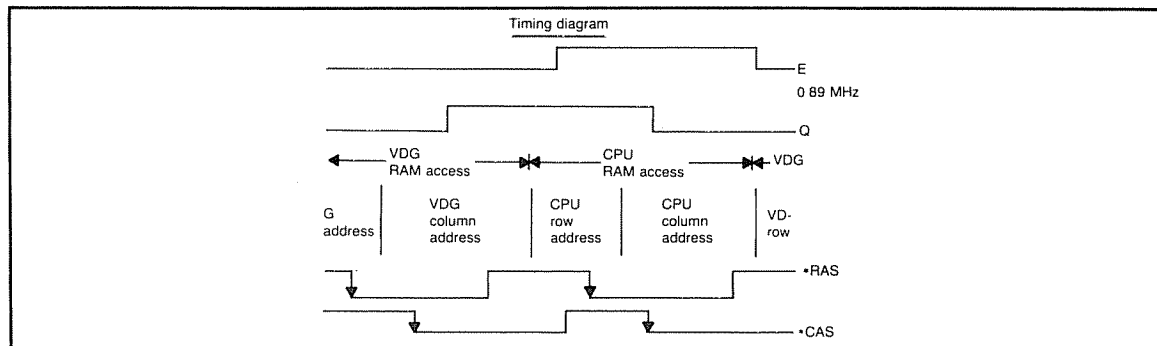 Timing diagram
E
0 89 MHz
Q
VDG
RAM access
CPU
RAM access
VDG
G
address
VDG
column
address
CPU
row
address
CPU
column
address
VD-
row
*RAS
*CAS